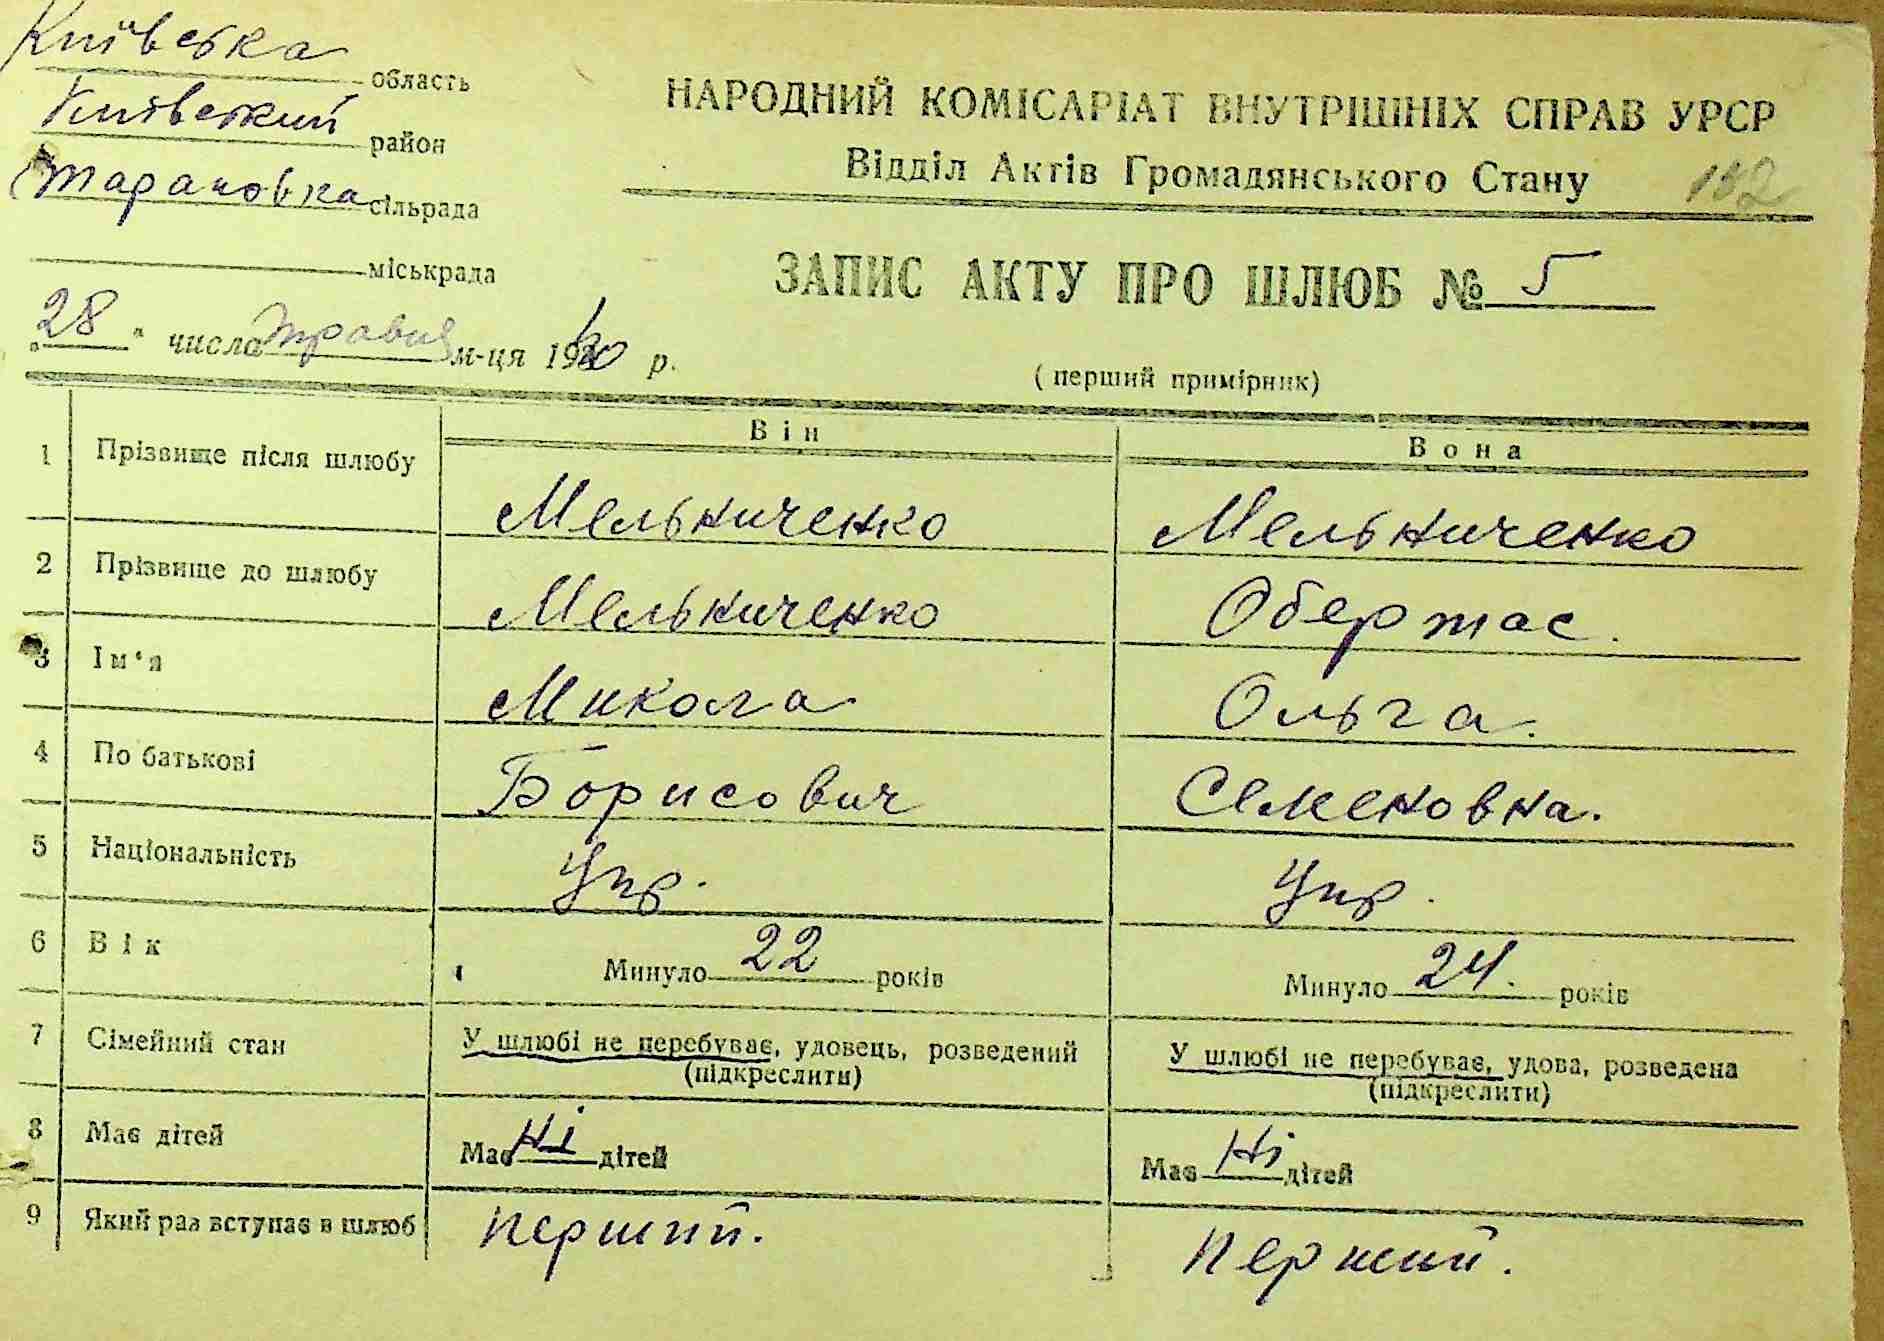 Київська область
Київський район
Тарановка сільрада
міськрада
НАРОДНИЙ КОМІСАРІАТ ВНУТРІШНІХ СПРАВ УРСР
Відділ Актів Громадянського Стану
102
ЗАПИС АКТУ ПРО ШЛЮБ № 5
„28“ числа травня м-ця 1940 р.
(перший примірник)
Він Вона
1 Прізвище після шлюбу Мельниченко Мельниченко
2 Прізвище до шлюбу Мельниченко Обертас.
3 Ім'я Микола Ольга.
4 По батькові Борисович Семеновна.
5 Національність Укр. Укр.
6 Вік Минуло 22 років Минуло 24. років
7 Сімейний стан У шлюбі не перебуває, удовець, розведений У шлюбі не перебуває, удова, розведена
(підкреслити) (підкреслити)
8 Має дітей Має Ні дітей Має Ні дітей
9 Який раз вступає в шлюб перший. перший.